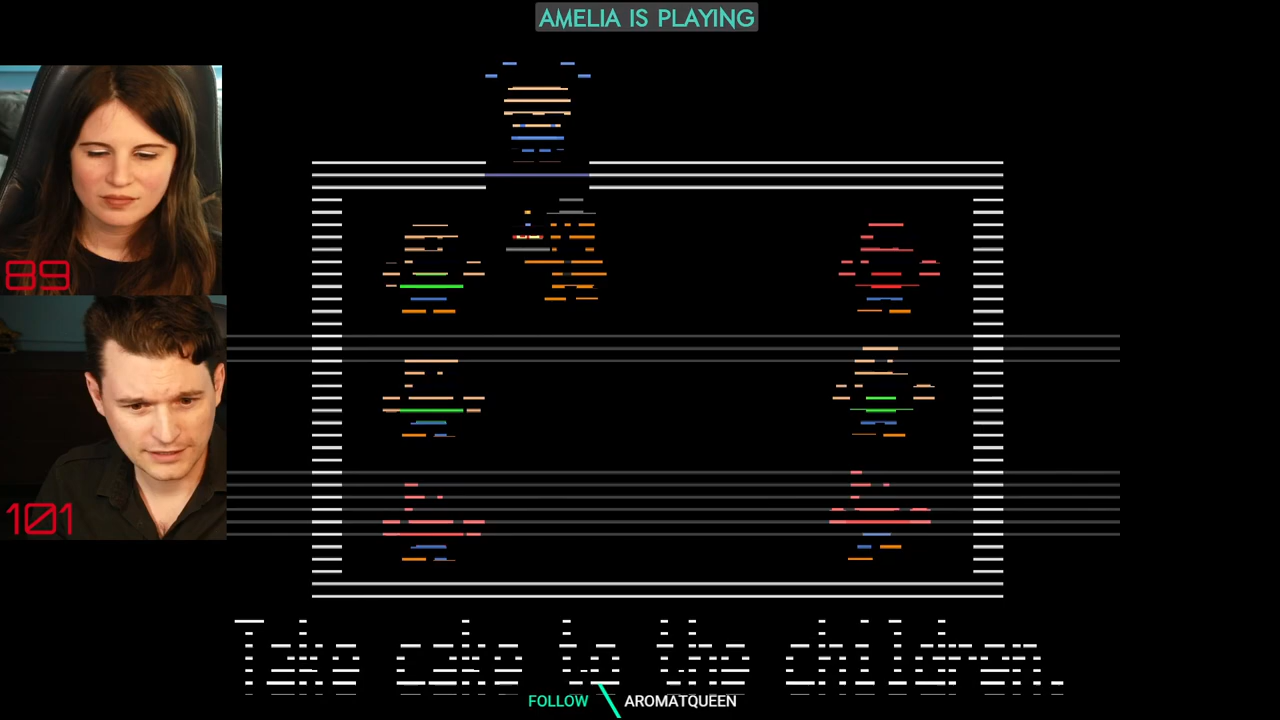 AMELIA IS PLAYING
89
101
Take cake to the children.
FOLLOW AROMATQUEEN